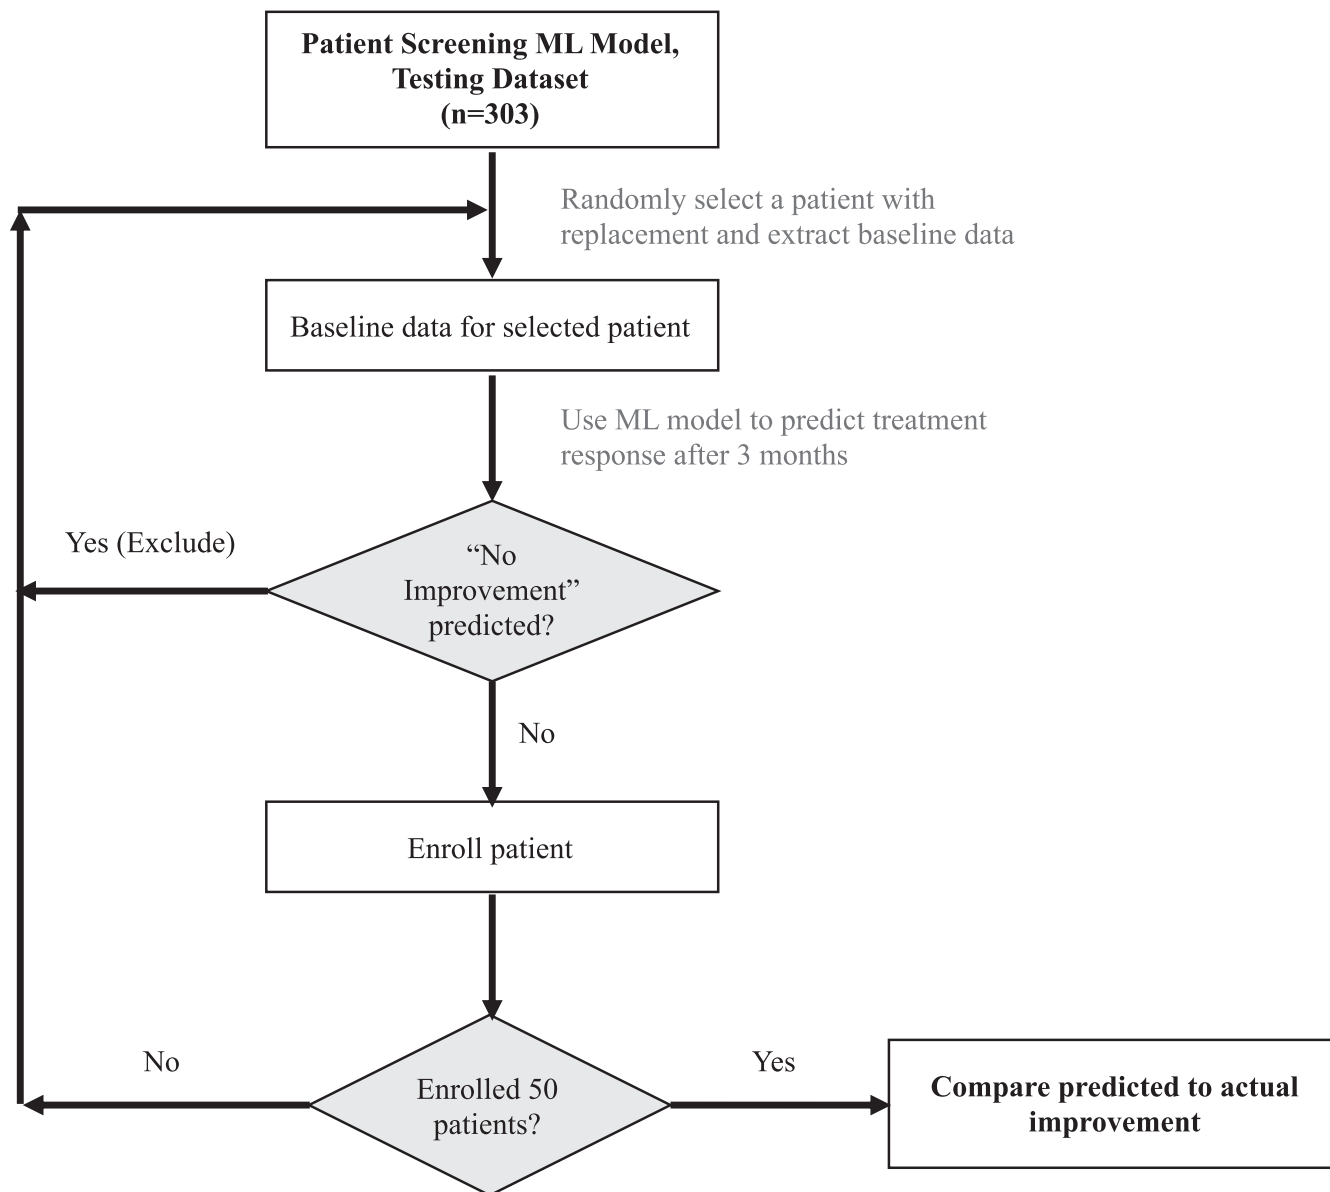 Patient Screening ML Model,
Testing Dataset
(n=303)
Randomly select a patient with
replacement and extract baseline data
Baseline data for selected patient
Use ML model to predict treatment
response after 3 months
Yes (Exclude)
“No
Improvement”
predicted?
No
Enroll patient
No
Enrolled 50
patients?
Yes
Compare predicted to actual
improvement